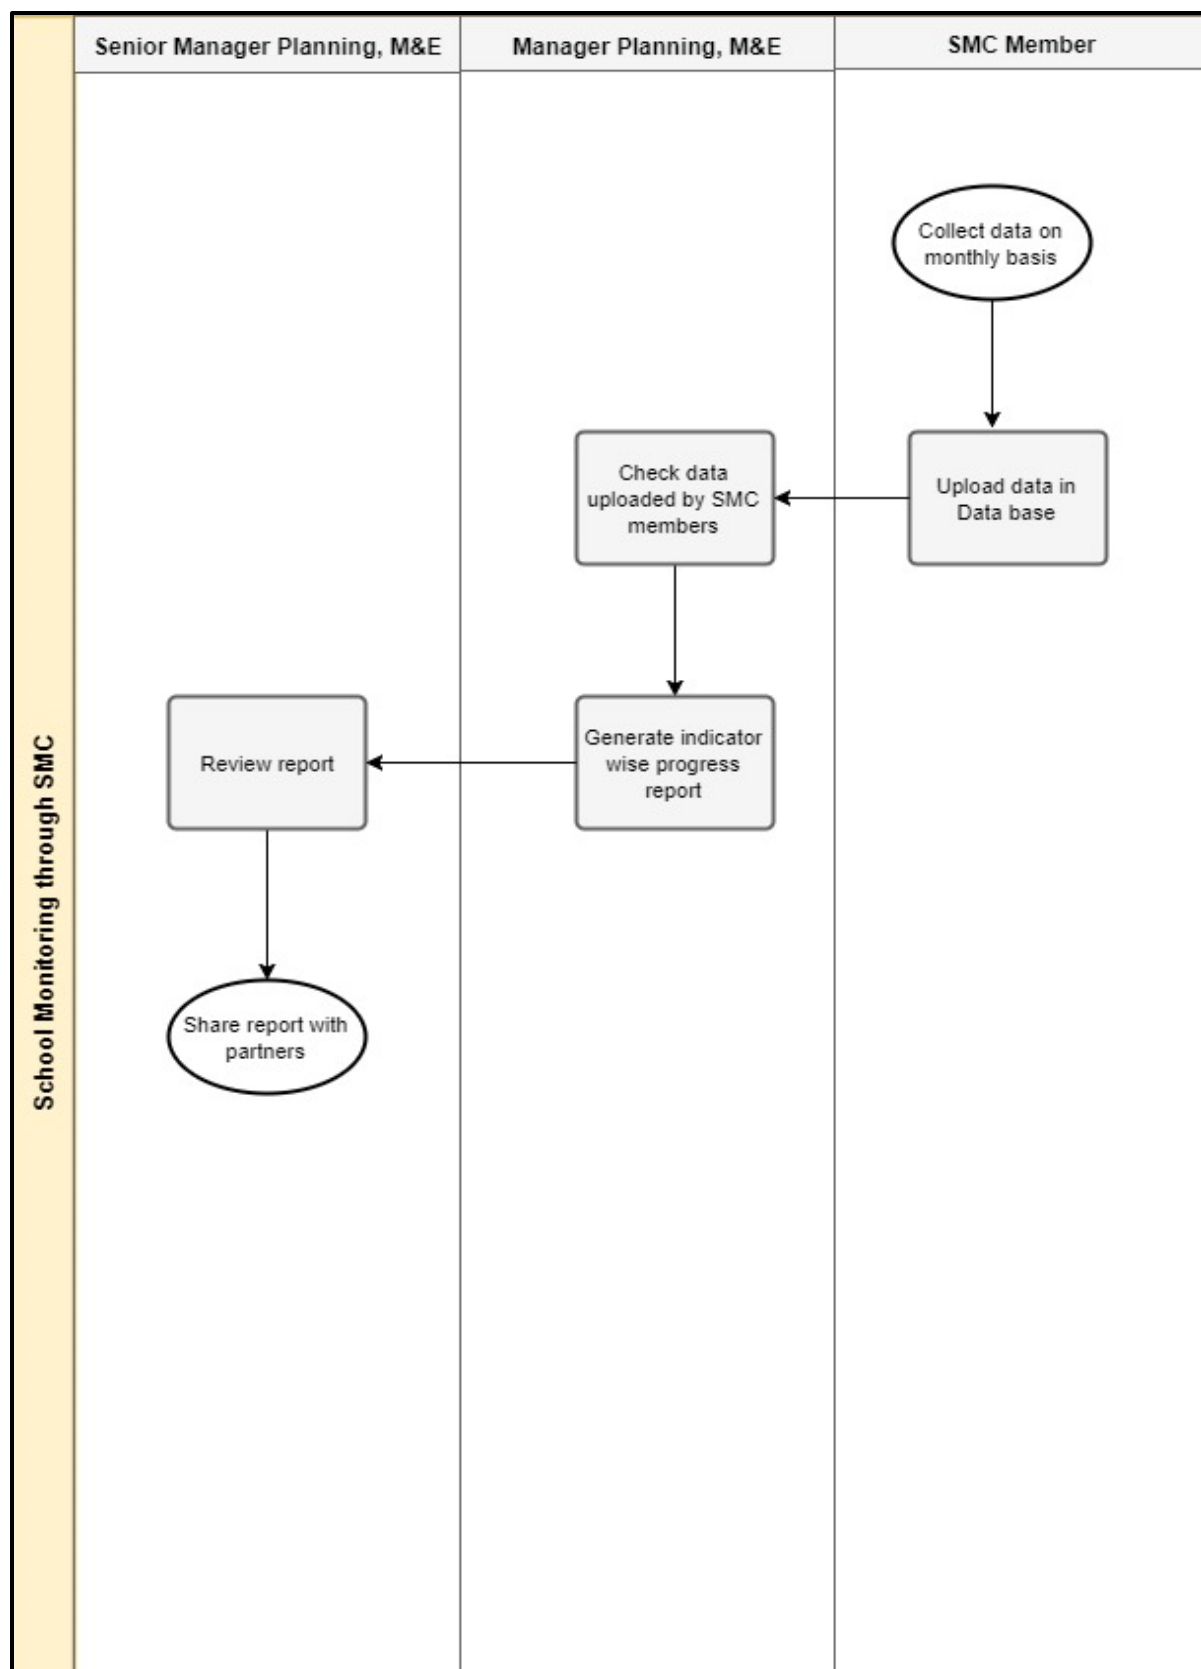 Senior Manager Planning, M&E
Manager Planning, M&E
SMC Member
School Monitoring through SMC
Collect data on
monthly basis
Upload data in
Data base
Check data
uploaded by SMC
members
Generate indicator
wise progress
report
Review report
Share report with
partners